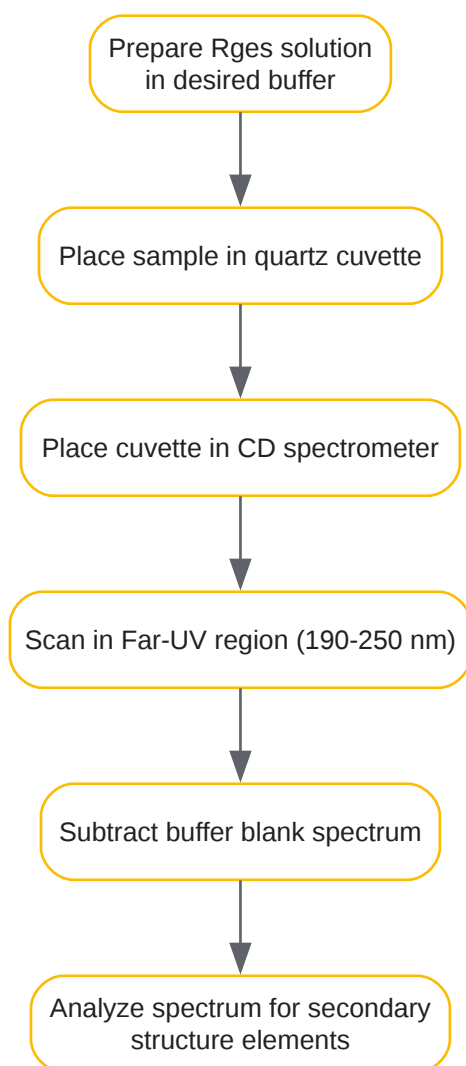 Prepare Rges solution
in desired buffer
Place sample in quartz cuvette
Place cuvette in CD spectrometer
Scan in Far-UV region (190-250 nm)
Subtract buffer blank spectrum
Analyze spectrum for secondary
structure elements